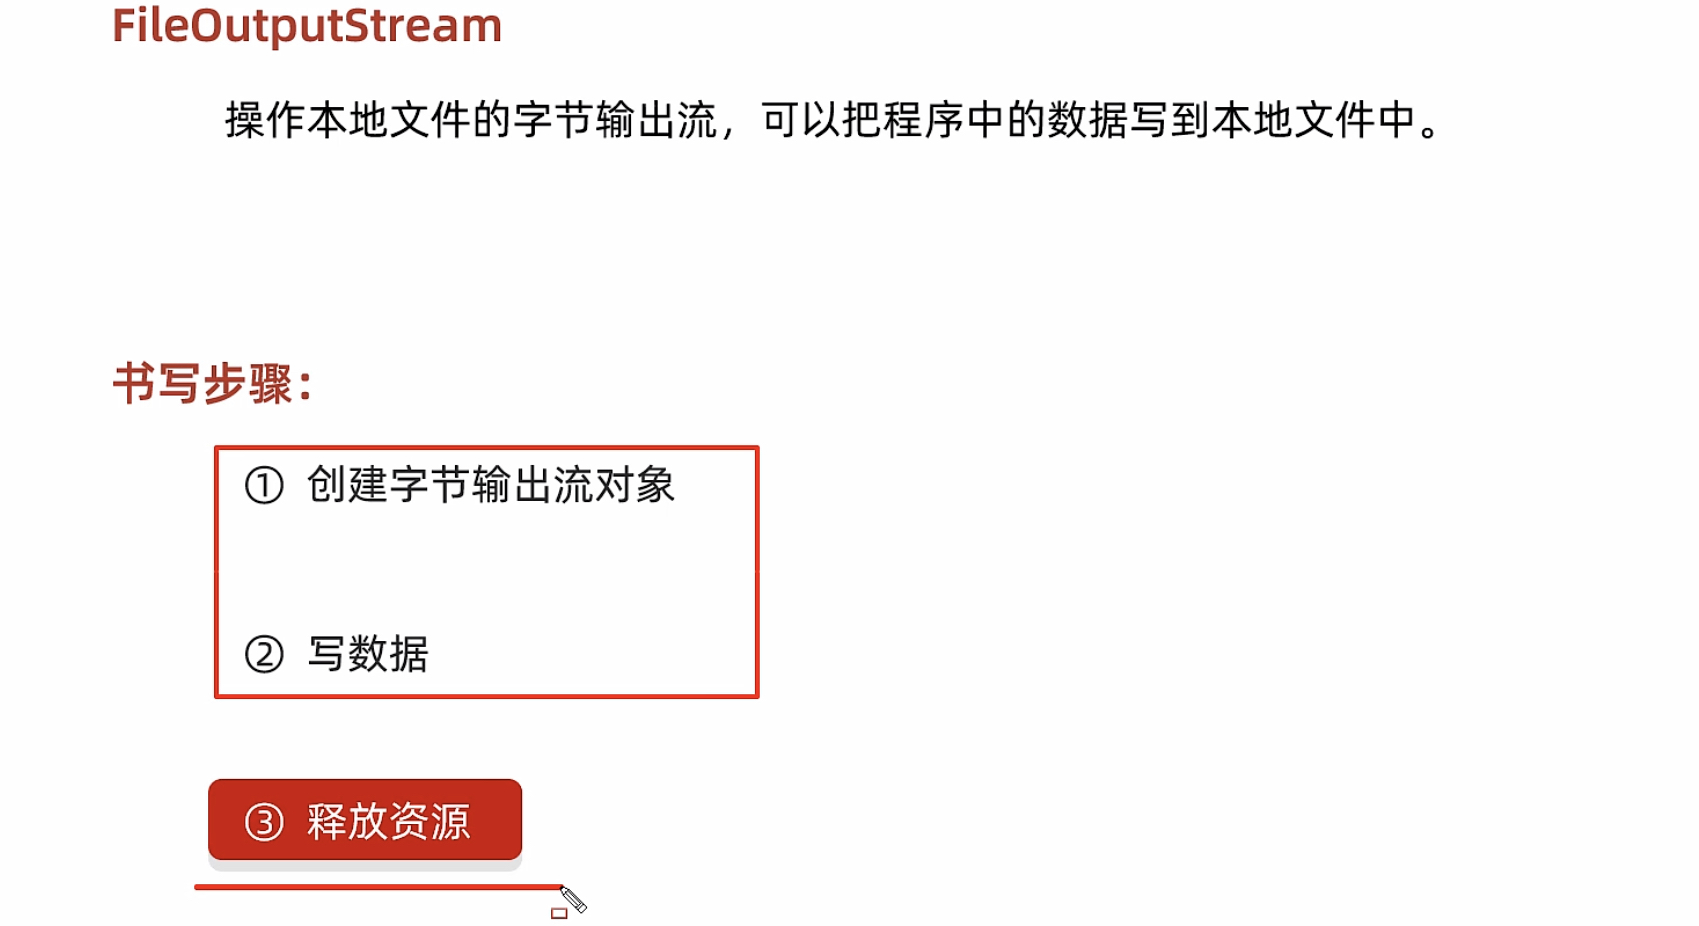 FileOutputStream
操作本地文件的字节输出流，可以把程序中的数据写到本地文件中。
书写步骤：
① 创建字节输出流对象
② 写数据
③ 释放资源